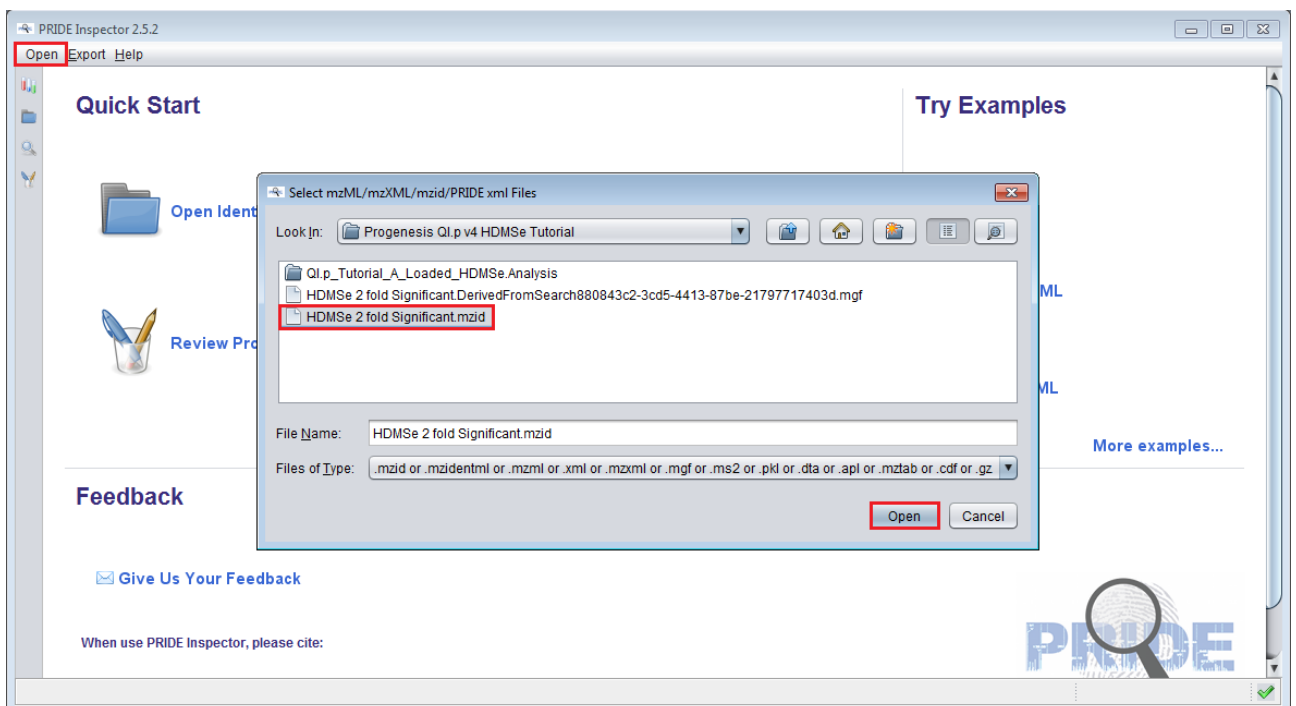 PRIDE Inspector 2.5.2
Open Export Help
Quick Start
Try Examples
Select mzML/mzXML/mzid/PRIDE xml Files
Open Ident
Look In: Progenesis QI.p v4 HDMSe Tutorial
QI.p_Tutorial_A_Loaded_HDMSe.Analysis
HDMSe 2 fold Significant.DerivedFromSearch880843c2-3cd5-4413-87be-21797717403d.mgf
ML
HDMSe 2 fold Significant.mzid
Review Pro
ML
File Name: HDMSe 2 fold Significant.mzid
More examples...
Files of Type: .mzid or .mzidentml or .mzml or .xml or .mzxml or .mgf or .ms2 or .pkl or .dta or .apl or .mztab or .cdf or .gz
Feedback
Open Cancel
Give Us Your Feedback
When use PRIDE Inspector, please cite:
PRIDE